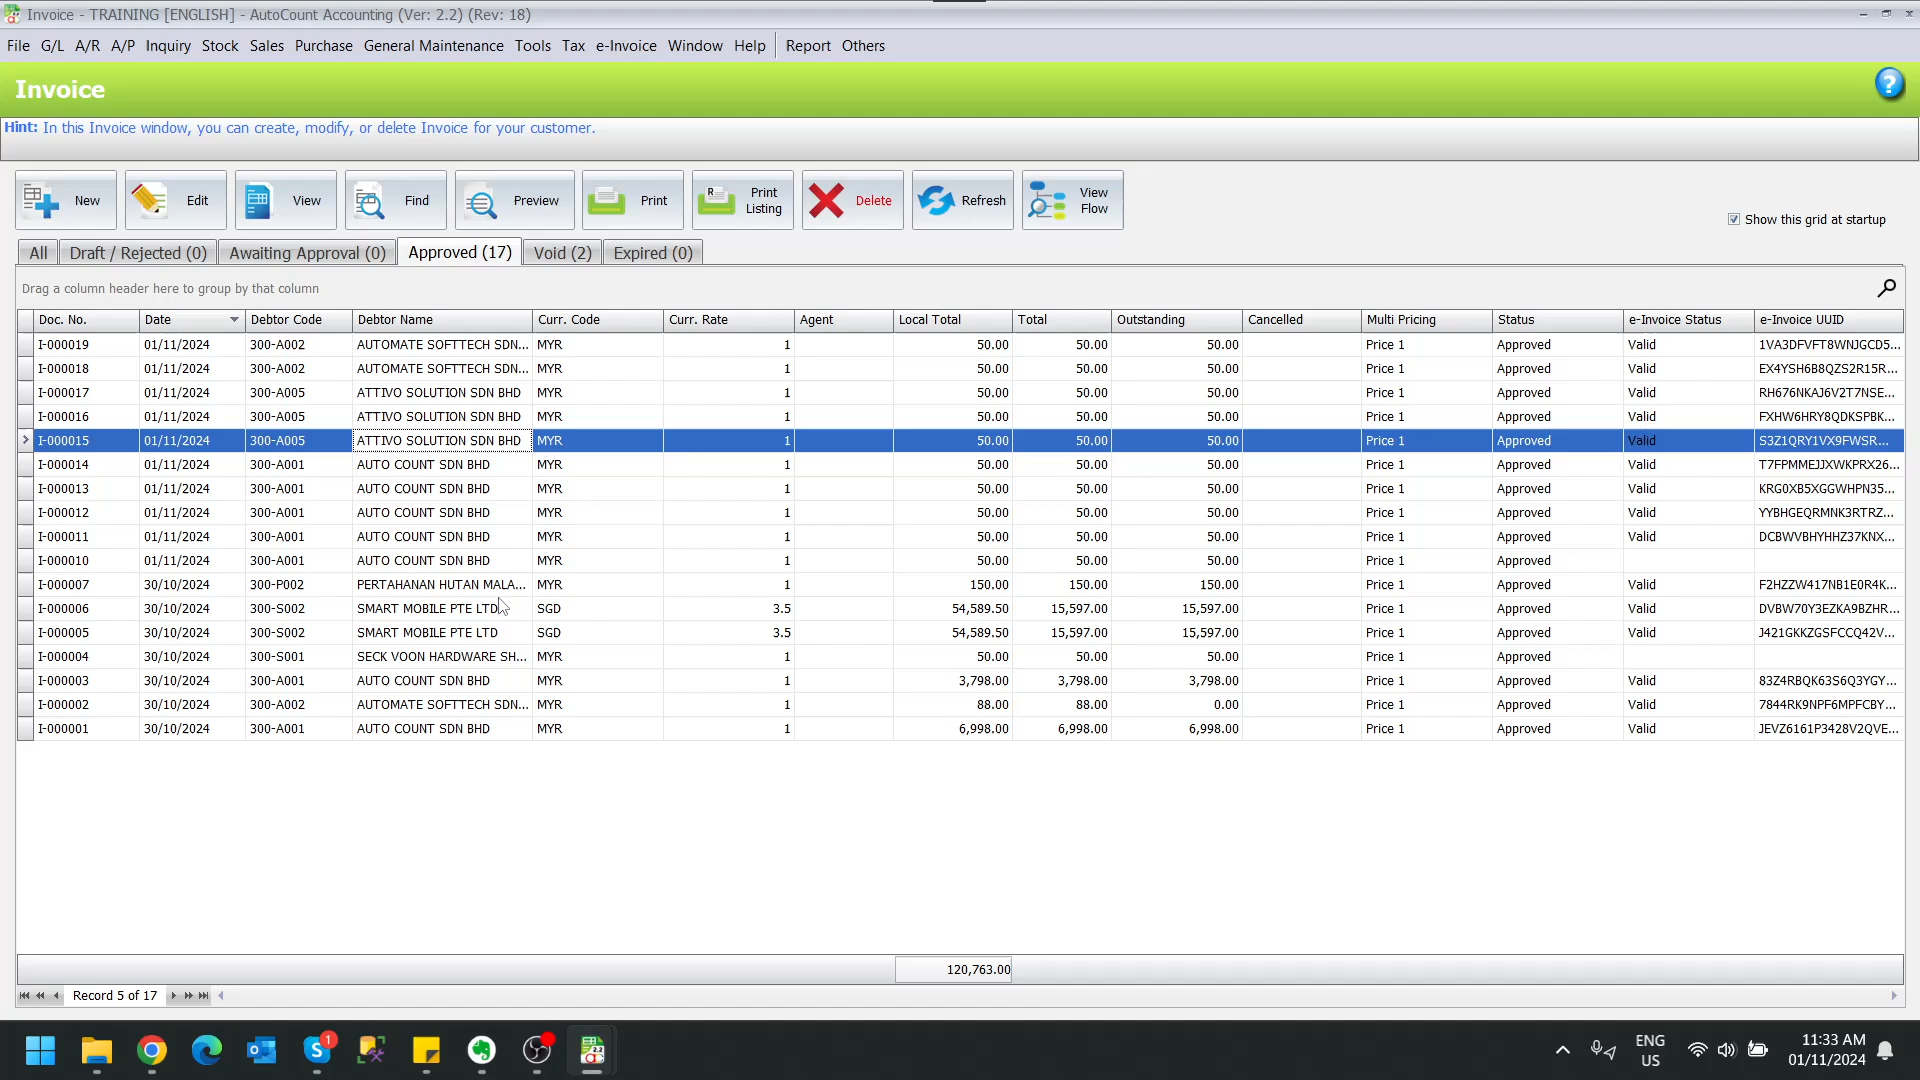 Invoice - TRAINING [ENGLISH] - AutoCount Accounting (Ver: 2.2) (Rev: 18)
File G/L A/R A/P Inquiry Stock Sales Purchase General Maintenance Tools Tax e-Invoice Window Help Report Others
Invoice
?
Hint: In this Invoice window, you can create, modify, or delete Invoice for your customer.
New Edit View Find Preview Print Print Listing Delete Refresh View Flow
Show this grid at startup
All Draft / Rejected (0) Awaiting Approval (0) Approved (17) Void (2) Expired (0)
Drag a column header here to group by that column
Doc. No. Date Debtor Code Debtor Name Curr. Code Curr. Rate Agent Local Total Total Outstanding Cancelled Multi Pricing Status e-Invoice Status e-Invoice UUID
I-000019 01/11/2024 300-A002 AUTOMATE SOFTTECH SDN... MYR 1 50.00 50.00 50.00 Price 1 Approved Valid 1VA3DFVFT8WNJGCD5...
I-000018 01/11/2024 300-A002 AUTOMATE SOFTTECH SDN... MYR 1 50.00 50.00 50.00 Price 1 Approved Valid EX4YSH6B8QZS2R15R...
I-000017 01/11/2024 300-A005 ATTIVO SOLUTION SDN BHD MYR 1 50.00 50.00 50.00 Price 1 Approved Valid RH676NKAJ6V2T7NSE...
I-000016 01/11/2024 300-A005 ATTIVO SOLUTION SDN BHD MYR 1 50.00 50.00 50.00 Price 1 Approved Valid FXHW6HRY8QDKSPBK...
I-000015 01/11/2024 300-A005 ATTIVO SOLUTION SDN BHD MYR 1 50.00 50.00 50.00 Price 1 Approved Valid S3Z1QRY1VX9FWSR...
I-000014 01/11/2024 300-A001 AUTO COUNT SDN BHD MYR 1 50.00 50.00 50.00 Price 1 Approved Valid T7FPMMEJJXWKPRX26...
I-000013 01/11/2024 300-A001 AUTO COUNT SDN BHD MYR 1 50.00 50.00 50.00 Price 1 Approved Valid KRG0XB5XGGWHPN35...
I-000012 01/11/2024 300-A001 AUTO COUNT SDN BHD MYR 1 50.00 50.00 50.00 Price 1 Approved Valid YYBHGEQRMNK3RTRZ...
I-000011 01/11/2024 300-A001 AUTO COUNT SDN BHD MYR 1 50.00 50.00 50.00 Price 1 Approved Valid DCBWVBHYHHZ37KNX...
I-000010 01/11/2024 300-A001 AUTO COUNT SDN BHD MYR 1 50.00 50.00 50.00 Price 1 Approved
I-000007 30/10/2024 300-P002 PERTAHANAN HUTAN MALA... MYR 1 150.00 150.00 150.00 Price 1 Approved Valid F2HZZW417NB1E0R4K...
I-000006 30/10/2024 300-S002 SMART MOBILE PTE LTD SGD 3.5 54,589.50 15,597.00 15,597.00 Price 1 Approved Valid DVBW70Y3EZKA9BZHR...
I-000005 30/10/2024 300-S002 SMART MOBILE PTE LTD SGD 3.5 54,589.50 15,597.00 15,597.00 Price 1 Approved Valid J421GKKZGSFCCQ42V...
I-000004 30/10/2024 300-S001 SECK VOON HARDWARE SH... MYR 1 50.00 50.00 50.00 Price 1 Approved
I-000003 30/10/2024 300-A001 AUTO COUNT SDN BHD MYR 1 3,798.00 3,798.00 3,798.00 Price 1 Approved Valid 83Z4RBQK63S6Q3YGY...
I-000002 30/10/2024 300-A002 AUTOMATE SOFTTECH SDN... MYR 1 88.00 88.00 0.00 Price 1 Approved Valid 7844RK9NPF6MPFCBY...
I-000001 30/10/2024 300-A001 AUTO COUNT SDN BHD MYR 1 6,998.00 6,998.00 6,998.00 Price 1 Approved Valid JEVZ6161P3428V2QVE...
120,763.00
Record 5 of 17
1
ENG US
11:33 AM
01/11/2024